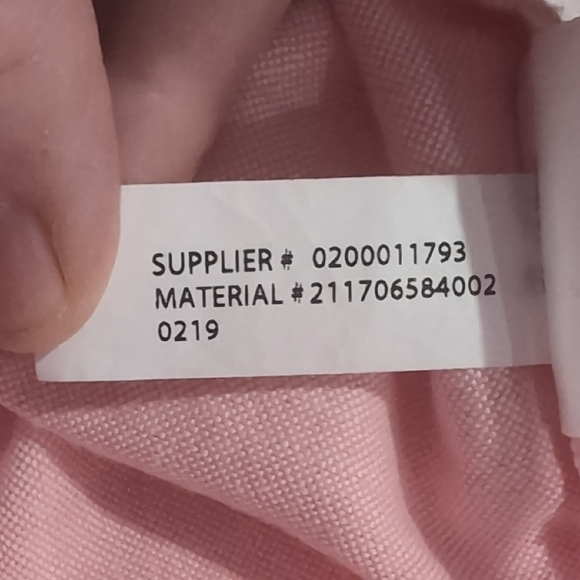 SUPPLIER # 0200011793
MATERIAL #211706584002
0219